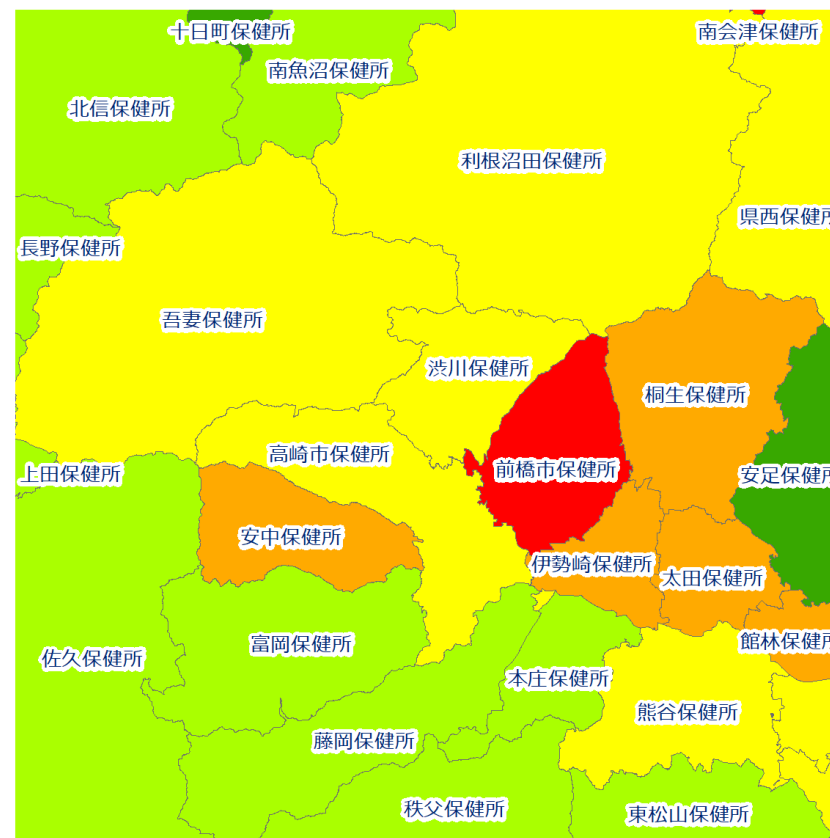 十日町保健所
南会津保健所
南魚沼保健所
北信保健所
利根沼田保健所
県西保健所
長野保健所
吾妻保健所
渋川保健所
桐生保健所
高崎市保健所
前橋市保健所
上田保健所
安足保健所
安中保健所
伊勢崎保健所
太田保健所
館林保健所
富岡保健所
佐久保健所
本庄保健所
熊谷保健所
藤岡保健所
秩父保健所
東松山保健所